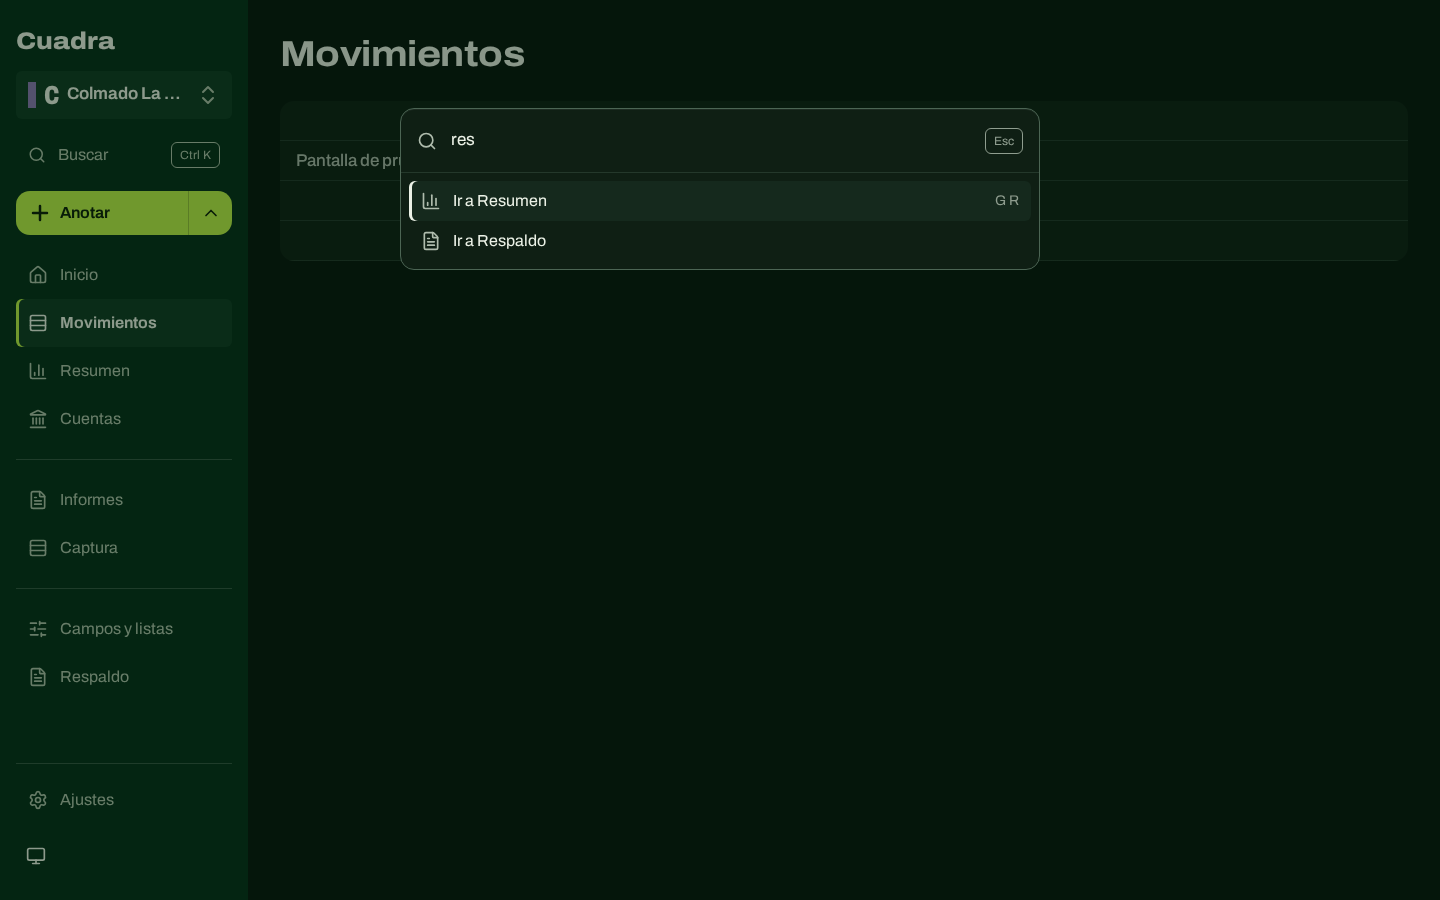 Cuadra
C Colmado La ...
Buscar Ctrl K
Anotar
Inicio
Movimientos
Resumen
Cuentas
Informes
Captura
Campos y listas
Respaldo
Ajustes
Movimientos
Pantalla de pr
res Esc
Ir a Resumen G R
Ir a Respaldo